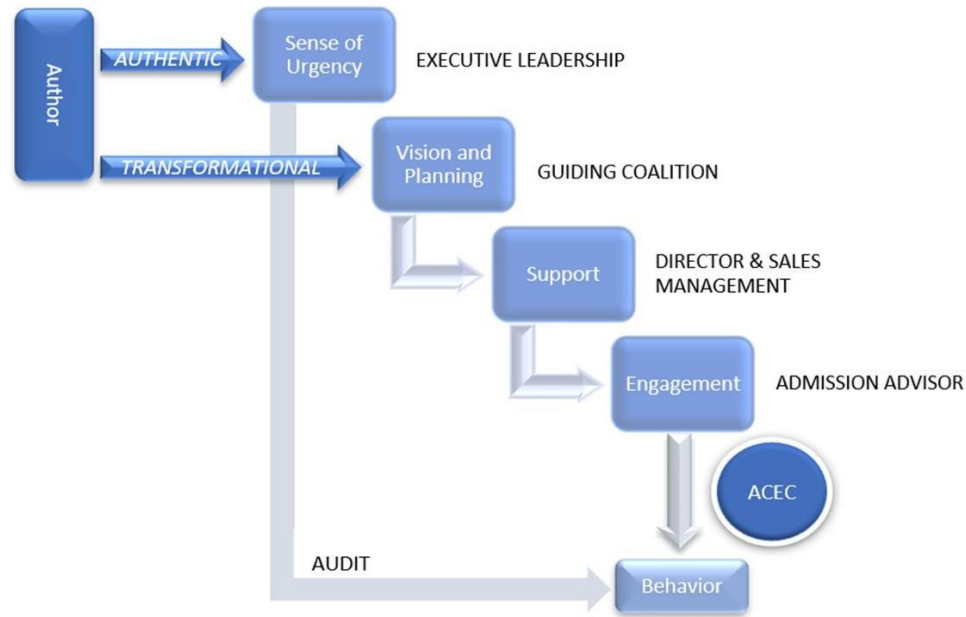 Author
AUTHENTIC
Sense of
Urgency
EXECUTIVE LEADERSHIP
TRANSFORMATIONAL
Vision and
Planning
GUIDING COALITION
Support
DIRECTOR & SALES
MANAGEMENT
Engagement
ADMISSION ADVISOR
ACEC
AUDIT
Behavior